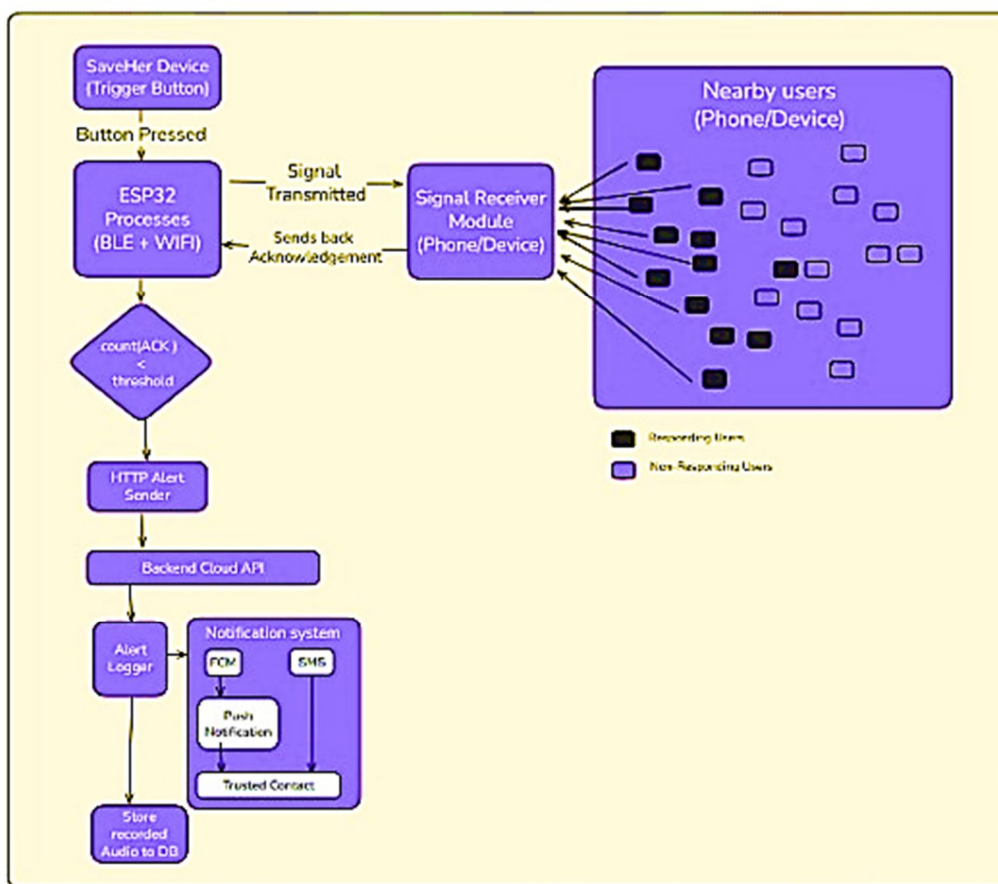 SaveHer Device
(Trigger Button)
Button Pressed
ESP32
Processes
(BLE + WIFI)
Signal
Transmitted
Sends back
Acknowledgement
Signal Receiver
Module
(Phone/Device)
Nearby users
(Phone/Device)
Responding Users
Non-Responding Users
count(ACK)
<
threshold
HTTP Alert
Sender
Backend Cloud API
Alert
Logger
Notification system
FCM
SMS
Push
Notification
Trusted Contact
Store
recorded
Audio to DB